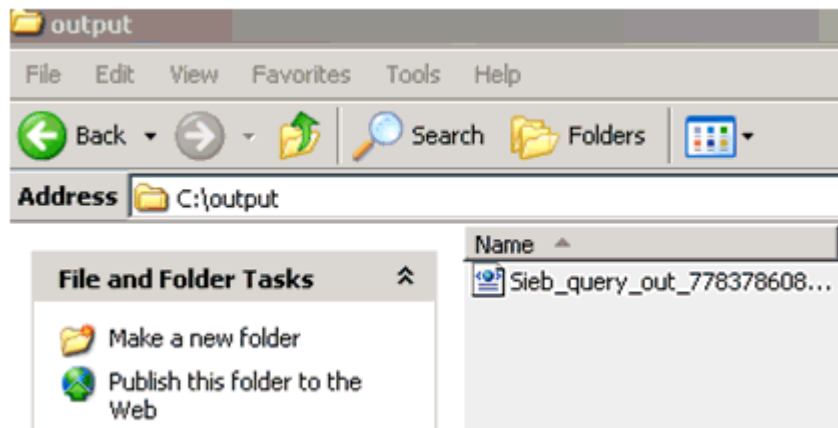 output
File Edit View Favorites Tools Help
Back Search Folders
Address C:\output
Name
File and Folder Tasks
Sieb_query_out_778378608...
Make a new folder
Publish this folder to the
Web